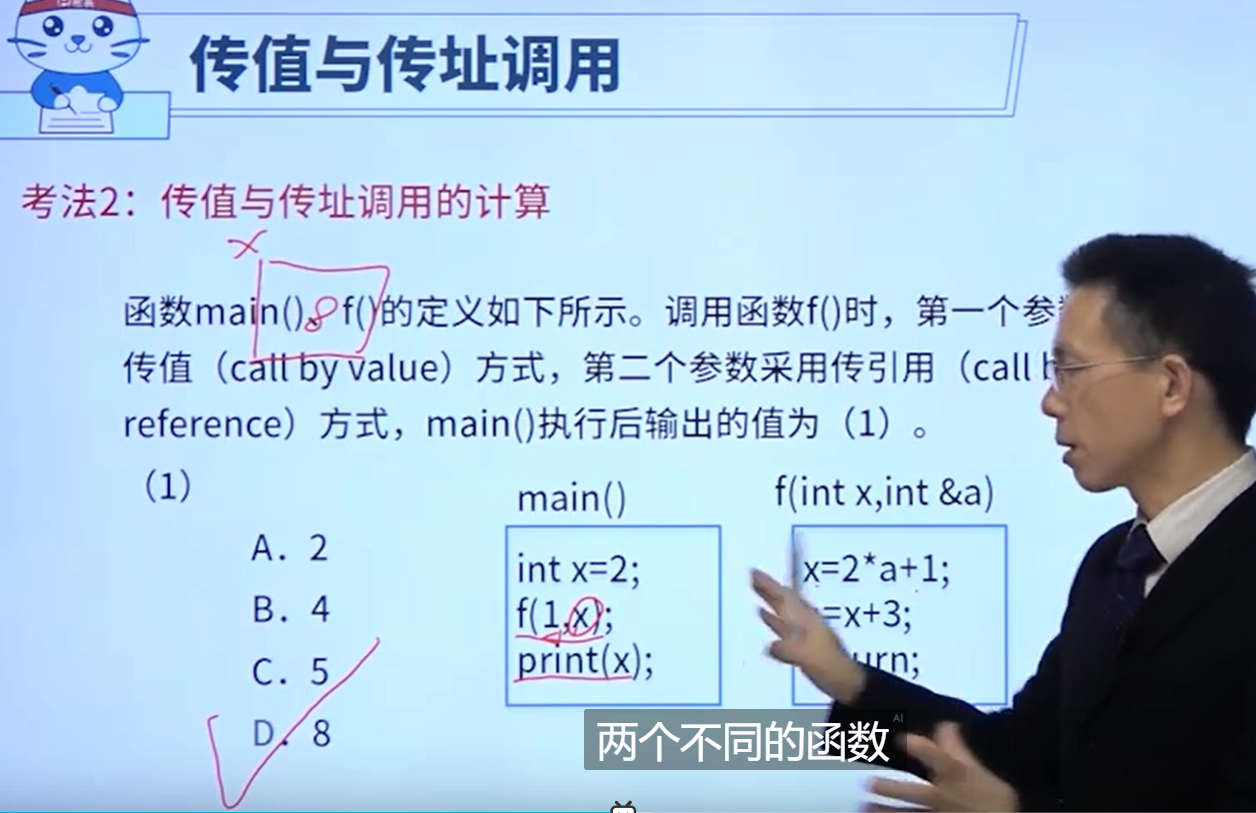 传值与传址调用
考法2：传值与传址调用的计算
x
8
函数main()、f()的定义如下所示。调用函数f()时，第一个参
传值（call by value）方式，第二个参数采用传引用（call
reference）方式，main()执行后输出的值为（1）。
（1）
A．2
B．4
C．5
D．8
main()
int x=2;
f(1,x);
print(x);
f(int x,int &a)
x=2*a+1;
=x+3;
urn;
两个不同的函数
AI